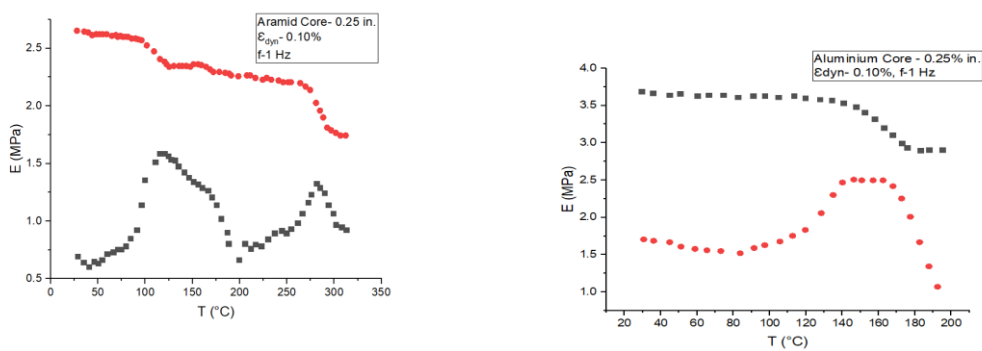 Aramid Core- 0.25 in.
Ɛdyn- 0.10%
f-1 Hz
2.5
2.0
1.5
1.0
0.5
E (MPa)
0 50 100 150 200 250 300 350
T (°C)
Aluminium Core - 0.25% in.
Ɛdyn- 0.10%, f-1 Hz
4.0
3.5
3.0
2.5
2.0
1.5
1.0
E (MPa)
20 40 60 80 100 120 140 160 180 200
T (°C)